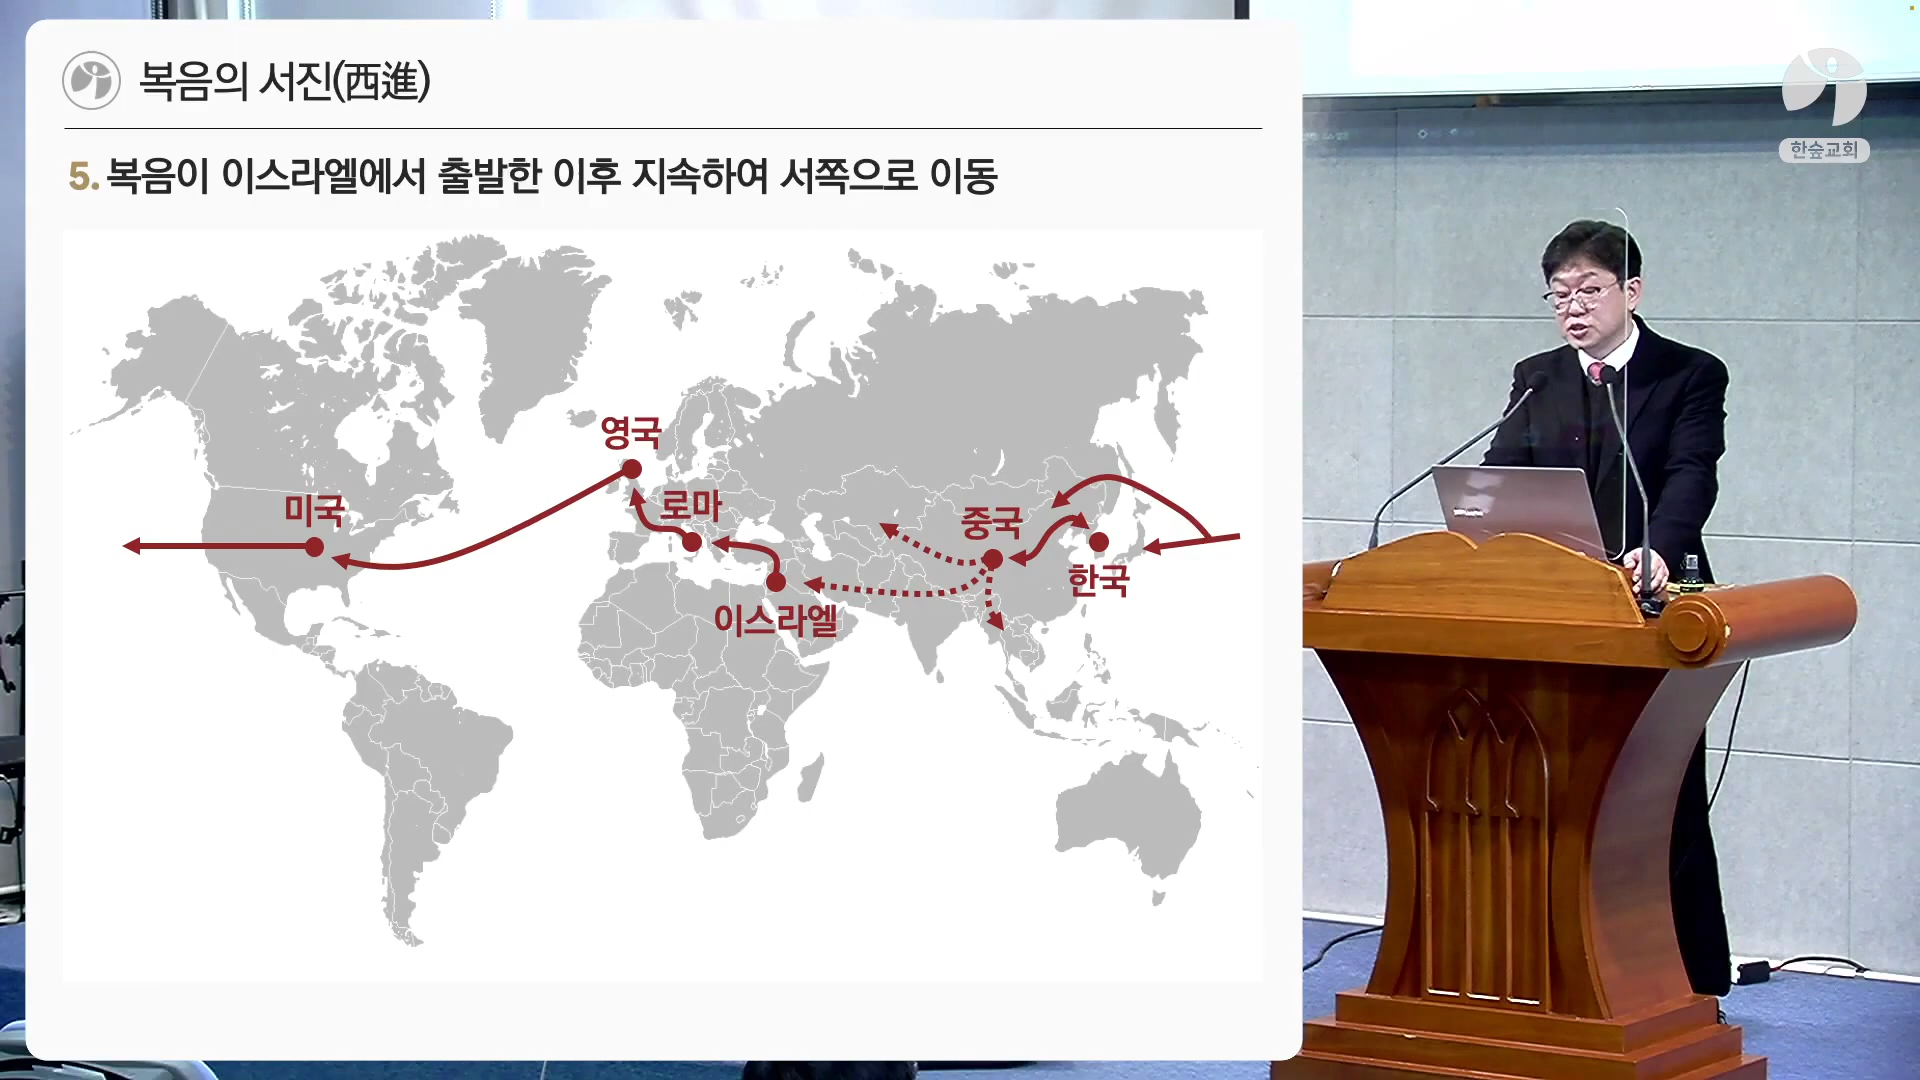 복음의 서진(西進)
5. 복음이 이스라엘에서 출발한 이후 지속하여 서쪽으로 이동
영국
미국
로마
중국
한국
이스라엘
한숲교회